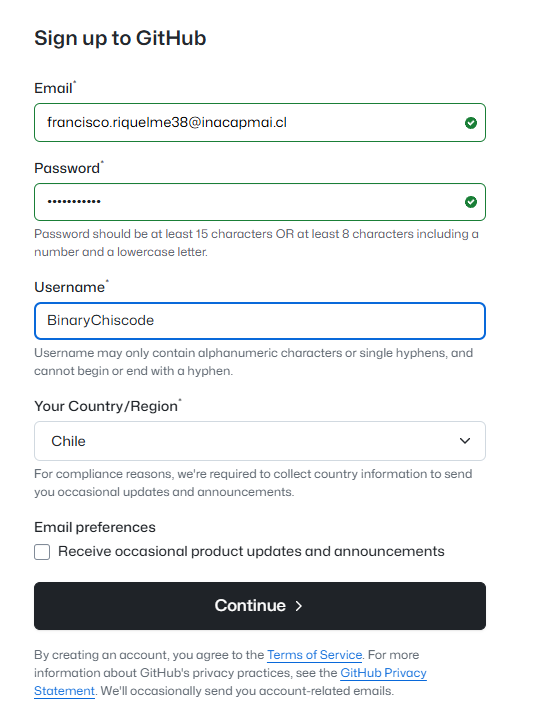 Sign up to GitHub
Email*
francisco.riquelme38@inacapmai.cl
Password*
•••••••••••
Password should be at least 15 characters OR at least 8 characters including a
number and a lowercase letter.
Username*
BinaryChiscode
Username may only contain alphanumeric characters or single hyphens, and
cannot begin or end with a hyphen.
Your Country/Region*
Chile
For compliance reasons, we're required to collect country information to send
you occasional updates and announcements.
Email preferences
Receive occasional product updates and announcements
Continue
By creating an account, you agree to the Terms of Service. For more
information about GitHub's privacy practices, see the GitHub Privacy
Statement. We'll occasionally send you account-related emails.